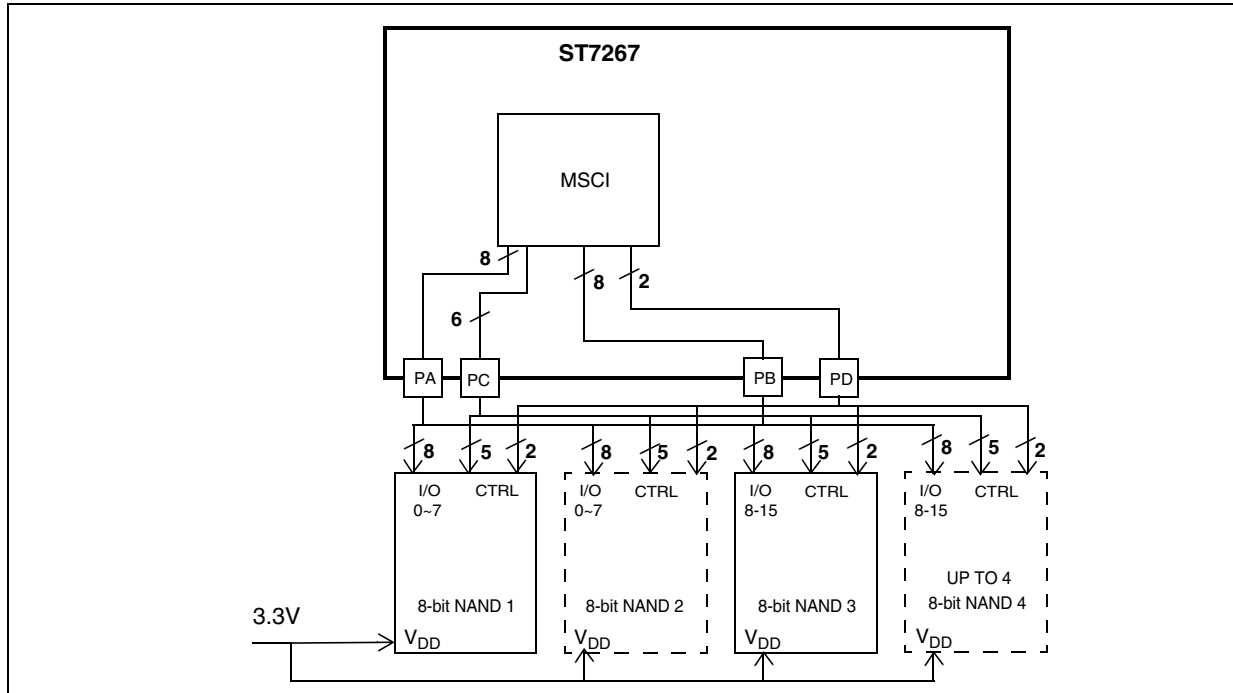 ST7267
MSCI
8
8
2
6
PA
PC
PB
PD
8
5
2
8
5
2
8
5
2
8
5
2
I/O
0~7
CTRL
I/O
0~7
CTRL
I/O
8-15
CTRL
I/O
8-15
CTRL
8-bit NAND 1
8-bit NAND 2
8-bit NAND 3
UP TO 4
8-bit NAND 4
3.3V
VDD
VDD
VDD
VDD